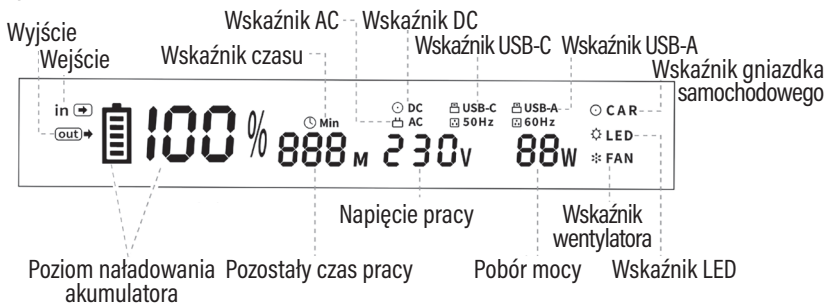 Wskaźnik AC Wskaźnik DC
Wyjście
Wejście
Wskaźnik czasu
Wskaźnik USB-C Wskaźnik USB-A
Wskaźnik gniazdka
samochodowego
in
out
100 %
Min
888 M
DC
AC
230V
USB-C
50Hz
USB-A
60Hz
88W
CAR
LED
FAN
Napięcie pracy
Wskaźnik
wentylatora
Poziom naładowania
akumulatora
Pozostały czas pracy
Pobór mocy
Wskaźnik LED